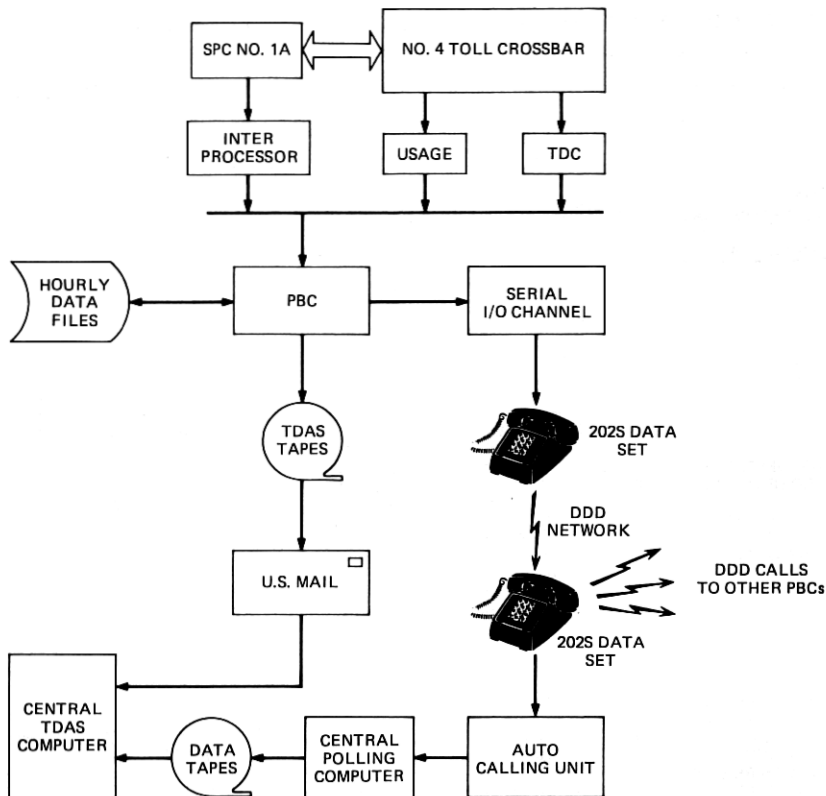 SPC NO. 1A
NO. 4 TOLL CROSSBAR
INTER
PROCESSOR
USAGE
TDC
HOURLY
DATA
FILES
PBC
SERIAL
I/O CHANNEL
TDAS
TAPES
202S DATA
SET
DDD
NETWORK
U.S. MAIL
DDD CALLS
TO OTHER PBCs
202S DATA
SET
CENTRAL
TDAS
COMPUTER
DATA
TAPES
CENTRAL
POLLING
COMPUTER
AUTO
CALLING UNIT